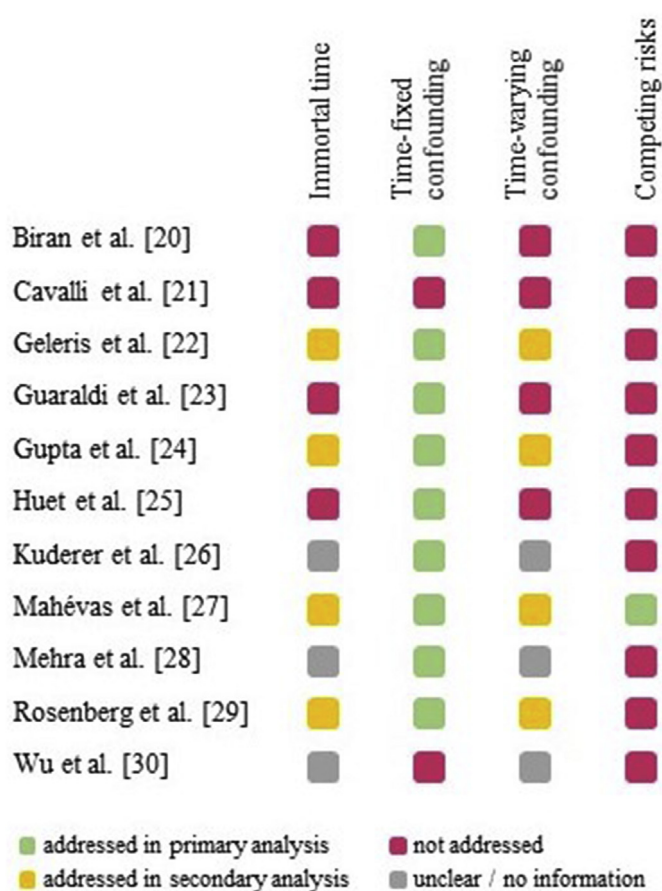 Immortal time
Time-fixed
confounding
Time-varying
confounding
Competing risks
Biran et al. [20]
Cavalli et al. [21]
Geleris et al. [22]
Guaraldi et al. [23]
Gupta et al. [24]
Huet et al. [25]
Kuderer et al. [26]
Mahévas et al. [27]
Mehra et al. [28]
Rosenberg et al. [29]
Wu et al. [30]
addressed in primary analysis
not addressed
addressed in secondary analysis
unclear / no information